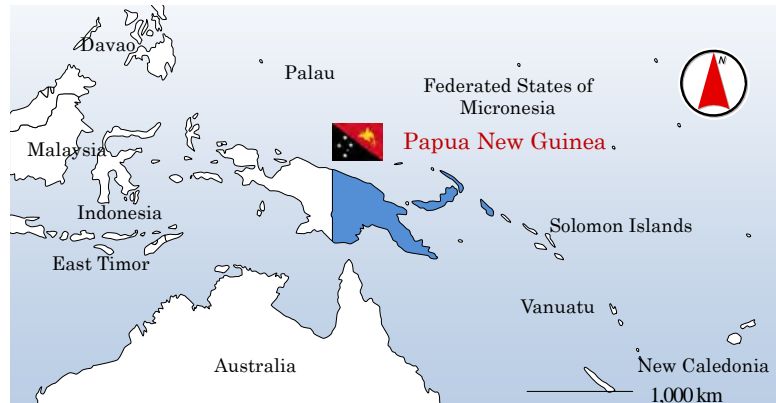 Davao
Palau
Federated States of
Micronesia
N
Papua New Guinea
Malaysia
Indonesia
Solomon Islands
East Timor
Vanuatu
Australia
New Caledonia
1,000 km